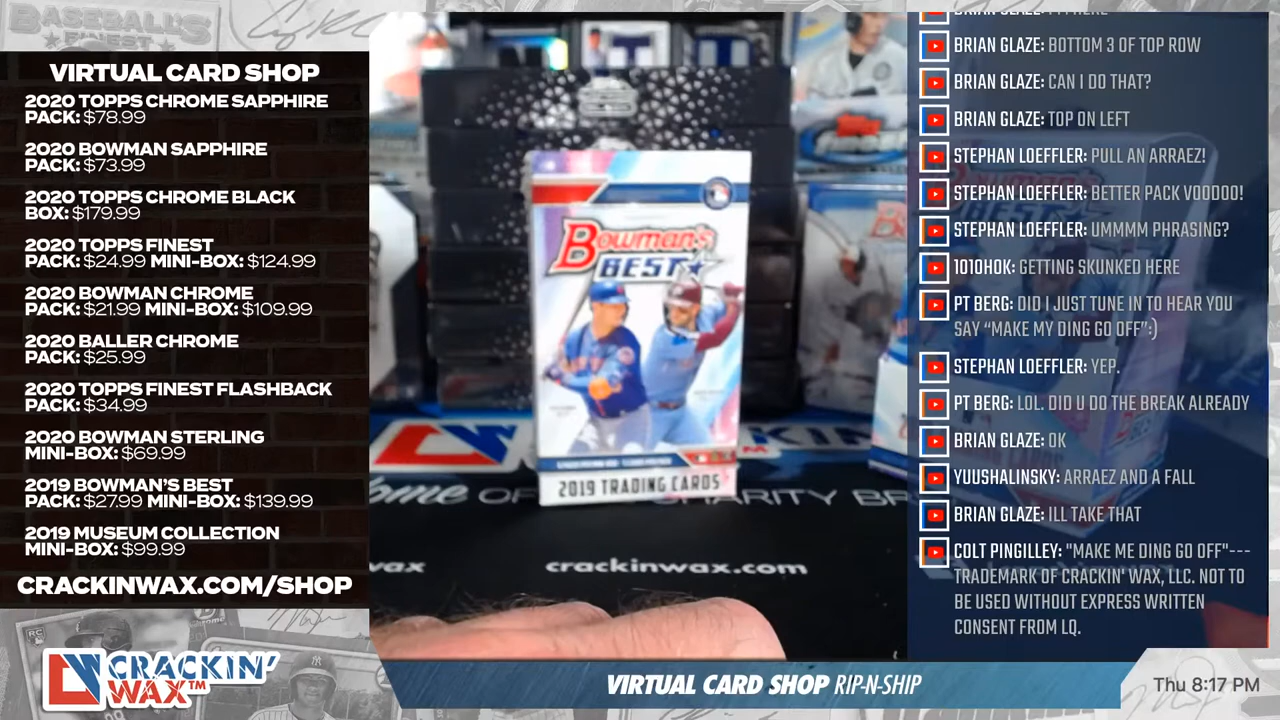 BASEBALL'S
FINEST
VIRTUAL CARD SHOP
2020 TOPPS CHROME SAPPHIRE
PACK: $78.99
2020 BOWMAN SAPPHIRE
PACK: $73.99
2020 TOPPS CHROME BLACK
BOX: $179.99
2020 TOPPS FINEST
PACK: $24.99 MINI-BOX: $124.99
2020 BOWMAN CHROME
PACK: $21.99 MINI-BOX: $109.99
2020 BALLER CHROME
PACK: $25.99
2020 TOPPS FINEST FLASHBACK
PACK: $34.99
2020 BOWMAN STERLING
MINI-BOX: $69.99
2019 BOWMAN'S BEST
PACK: $27.99 MINI-BOX: $139.99
2019 MUSEUM COLLECTION
MINI-BOX: $99.99
CRACKINWAX.COM/SHOP
RC
CRACKIN'
WAX™
BOWMAN'S
BEST
2019 TRADING CARDS
ome OF
HARITY BR
wax
crackinwax.com
BRIAN GLAZE: BOTTOM 3 OF TOP ROW
BRIAN GLAZE: CAN I DO THAT?
BRIAN GLAZE: TOP ON LEFT
STEPHAN LOEFFLER: PULL AN ARRAEZ!
STEPHAN LOEFFLER: BETTER PACK VOODOO!
STEPHAN LOEFFLER: UMMMM PHRASING?
1010HOK: GETTING SKUNKED HERE
PT BERG: DID I JUST TUNE IN TO HEAR YOU
SAY “MAKE MY DING GO OFF”:)
STEPHAN LOEFFLER: YEP.
PT BERG: LOL. DID U DO THE BREAK ALREADY
BRIAN GLAZE: OK
YUUSHALINSKY: ARRAEZ AND A FALL
BRIAN GLAZE: ILL TAKE THAT
COLT PINGILLEY: "MAKE ME DING GO OFF"---
TRADEMARK OF CRACKIN' WAX, LLC. NOT TO
BE USED WITHOUT EXPRESS WRITTEN
CONSENT FROM LQ.
VIRTUAL CARD SHOP RIP-N-SHIP
Thu 8:17 PM